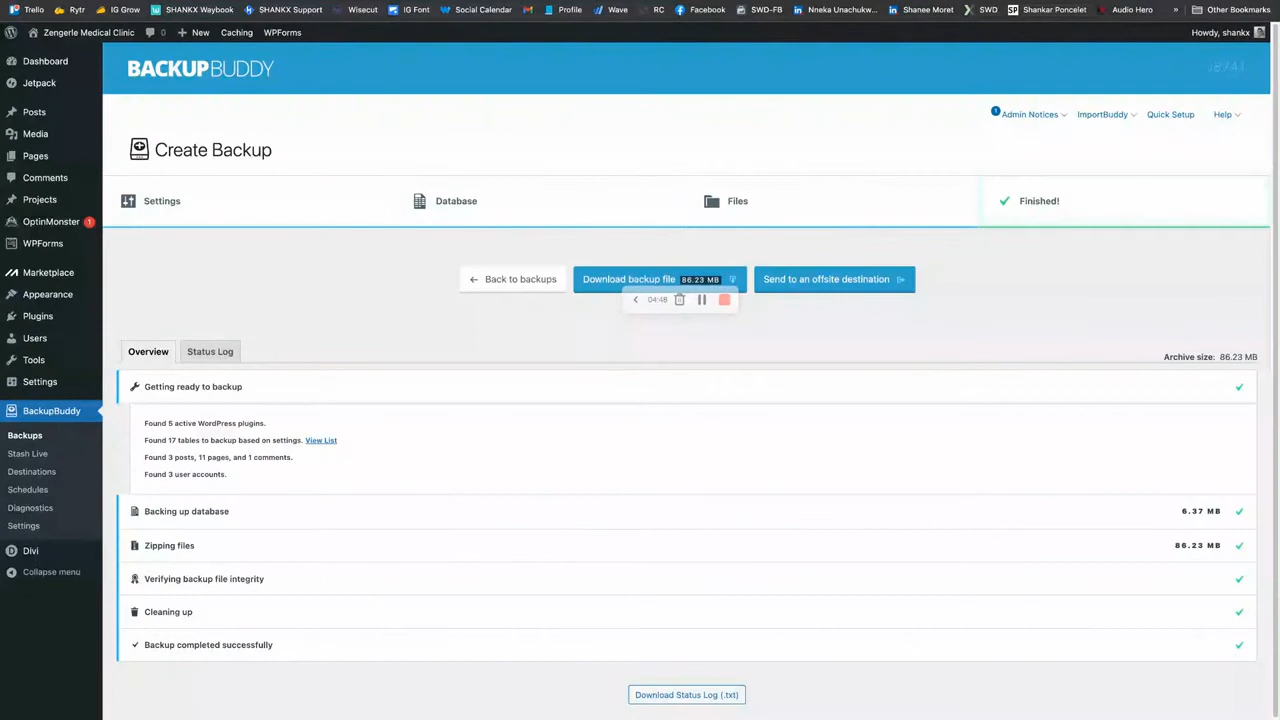 Trello Rytr IG Grow SHANKX Waybook SHANKX Support Wisecut IG Font Social Calendar Profile Wave RC Facebook SWD-FB Nneka Unachukw... Shanee Moret SWD Shankar Poncelet Audio Hero » Other Bookmarks
Zengerle Medical Clinic 0 + New Caching WPForms Howdy, shankx
Dashboard
Jetpack
Posts
Media
Pages
Comments
Projects
OptinMonster 1
WPForms
Marketplace
Appearance
Plugins
Users
Tools
Settings
BackupBuddy
Backups
Stash Live
Destinations
Schedules
Diagnostics
Settings
Divi
Collapse menu
BACKUPBUDDY
1 Admin Notices ImportBuddy Quick Setup Help
Create Backup
Settings Database Files Finished!
Back to backups Download backup file 86.23 MB Send to an offsite destination
04:48
Overview Status Log Archive size: 86.23 MB
Getting ready to backup
Found 5 active WordPress plugins.
Found 17 tables to backup based on settings. View List
Found 3 posts, 11 pages, and 1 comments.
Found 3 user accounts.
Backing up database 6.37 MB
Zipping files 86.23 MB
Verifying backup file integrity
Cleaning up
Backup completed successfully
Download Status Log (.txt)